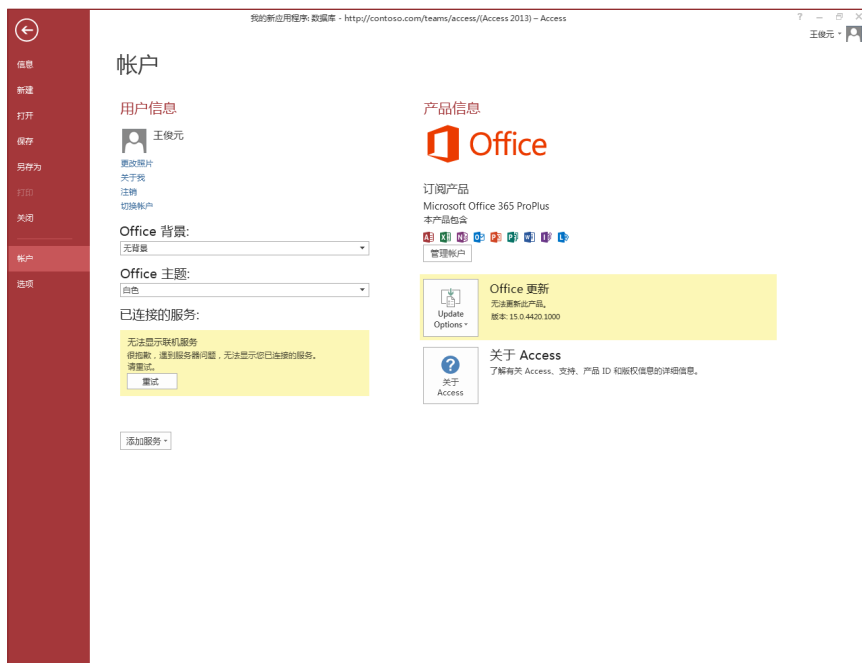 我的新应用程序: 数据库 - http://contoso.com/teams/access/(Access 2013) – Access
王俊元
信息
新建
打开
保存
另存为
打印
关闭
帐户
选项
帐户
用户信息
王俊元
更改照片
关于我
注销
切换帐户
Office 背景:
无背景
Office 主题:
白色
已连接的服务:
无法显示联机服务
很抱歉，遇到服务器问题，无法显示您已连接的服务。
请重试。
重试
添加服务
产品信息
Office
订阅产品
Microsoft Office 365 ProPlus
本产品包含
管理帐户
Update
Options
Office 更新
无法更新此产品。
版本: 15.0.4420.1000
关于
Access
关于 Access
了解有关 Access、支持、产品 ID 和版权信息的详细信息。